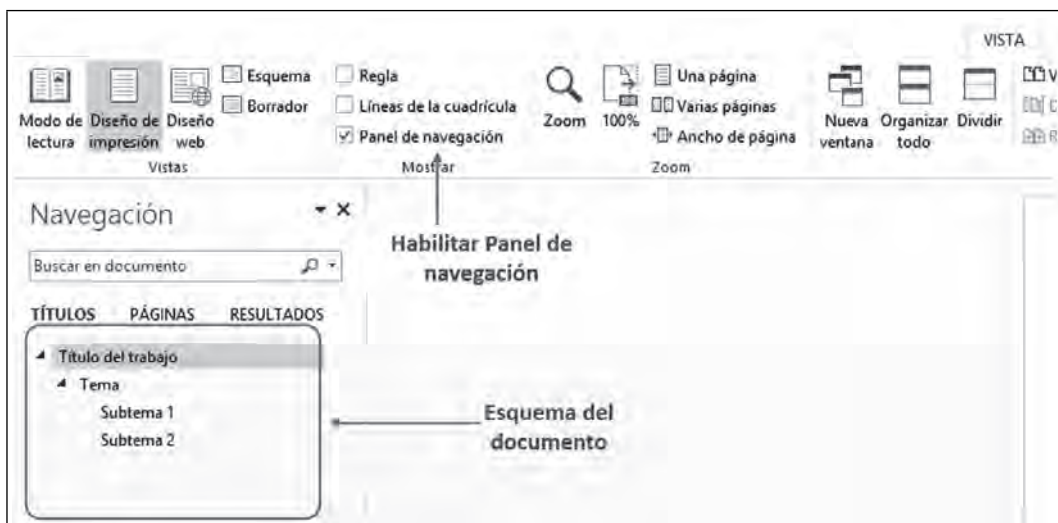 VISTA
Modo de lectura
Diseño de impresión
Diseño web
Esquema
Borrador
Vistas
Regla
Líneas de la cuadrícula
Panel de navegación
Mostrar
Zoom
100%
Una página
Varias páginas
Ancho de página
Zoom
Nueva ventana
Organizar todo
Dividir
V
Navegación
Buscar en documento
TÍTULOS PÁGINAS RESULTADOS
Título del trabajo
Tema
Subtema 1
Subtema 2
Habilitar Panel de
navegación
Esquema del
documento